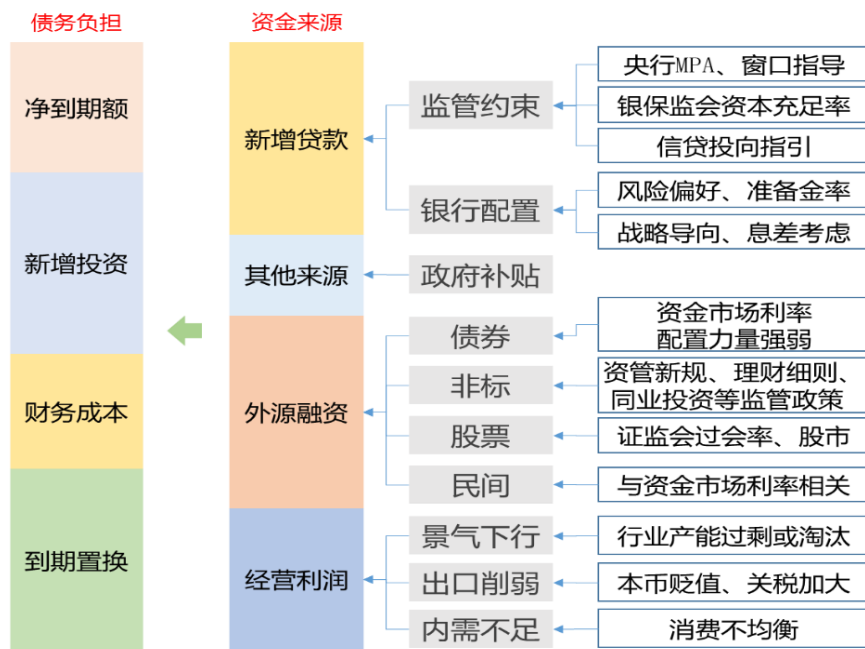 债务负担
资金来源
净到期额
新增投资
财务成本
到期置换
新增贷款
其他来源
外源融资
经营利润
监管约束
银行配置
政府补贴
债券
非标
股票
民间
景气下行
出口削弱
内需不足
央行MPA、窗口指导
银保监会资本充足率
信贷投向指引
风险偏好、准备金率
战略导向、息差考虑
资金市场利率
配置力量强弱
资管新规、理财细则、
同业投资等监管政策
证监会过会率、股市
与资金市场利率相关
行业产能过剩或淘汰
本币贬值、关税加大
消费不均衡